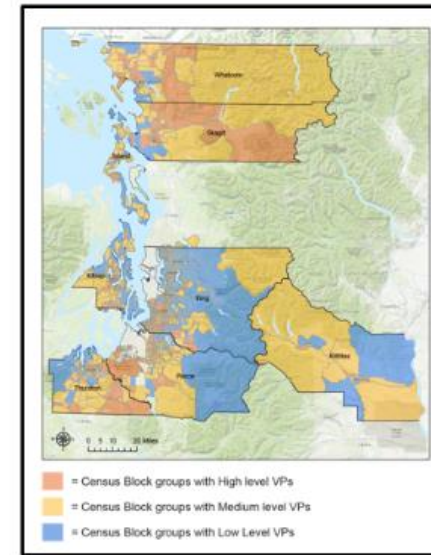 Whatcom
Skagit
Island
Kitsap
King
Kittitas
Pierce
Thurston
0 5 10 20 Miles
= Census Block groups with High level VPs
= Census Block groups with Medium level VPs
= Census Block groups with Low Level VPs